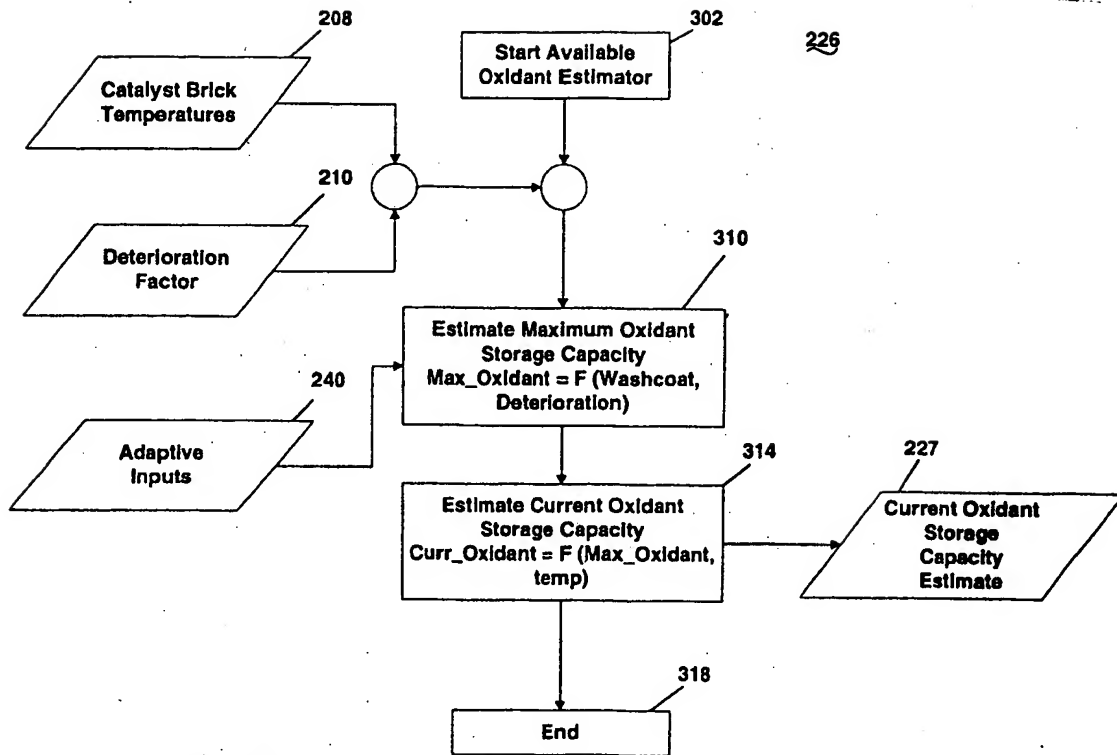 208
302
226
Start Available
Oxidant Estimator
Catalyst Brick
Temperatures
210
Deterioration
Factor
310
Estimate Maximum Oxidant
Storage Capacity
Max_Oxidant = F (Washcoat,
Deterioration)
240
Adaptive
Inputs
314
Estimate Current Oxidant
Storage Capacity
Curr_Oxidant = F (Max_Oxidant,
temp)
227
Current Oxidant
Storage
Capacity
Estimate
318
End